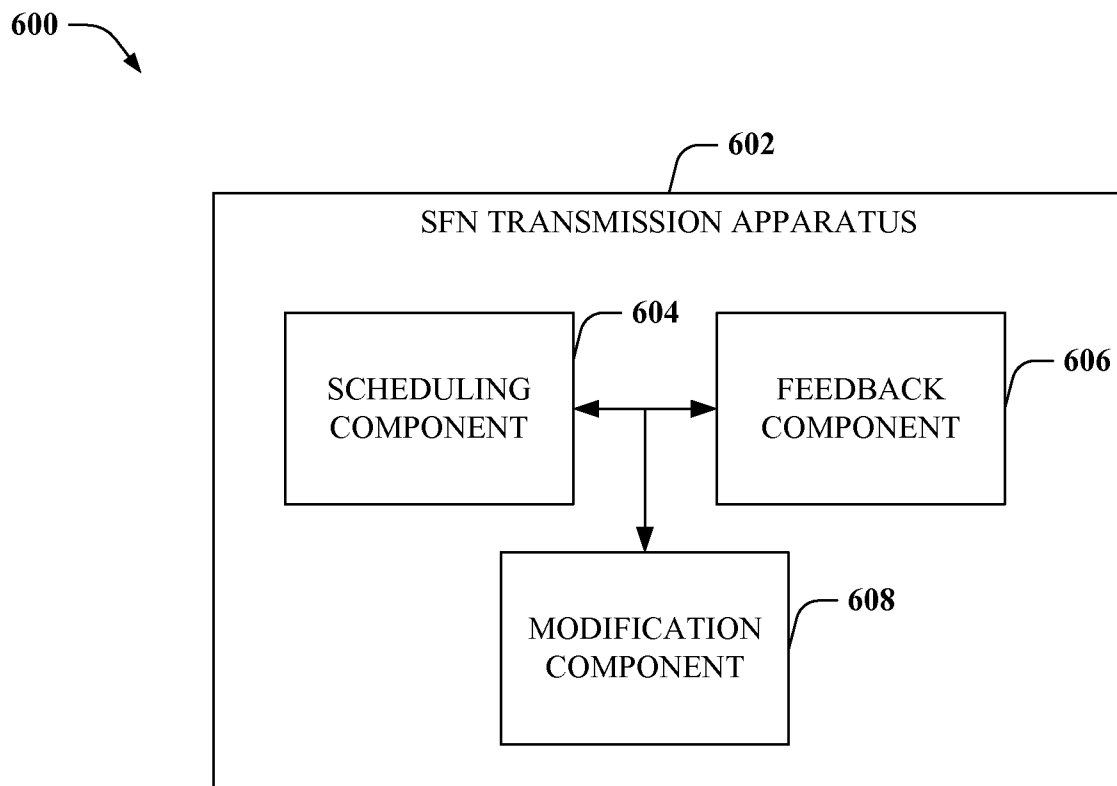 600
602
SFN TRANSMISSION APPARATUS
604
SCHEDULING
COMPONENT
FEEDBACK
COMPONENT
606
MODIFICATION
COMPONENT
608